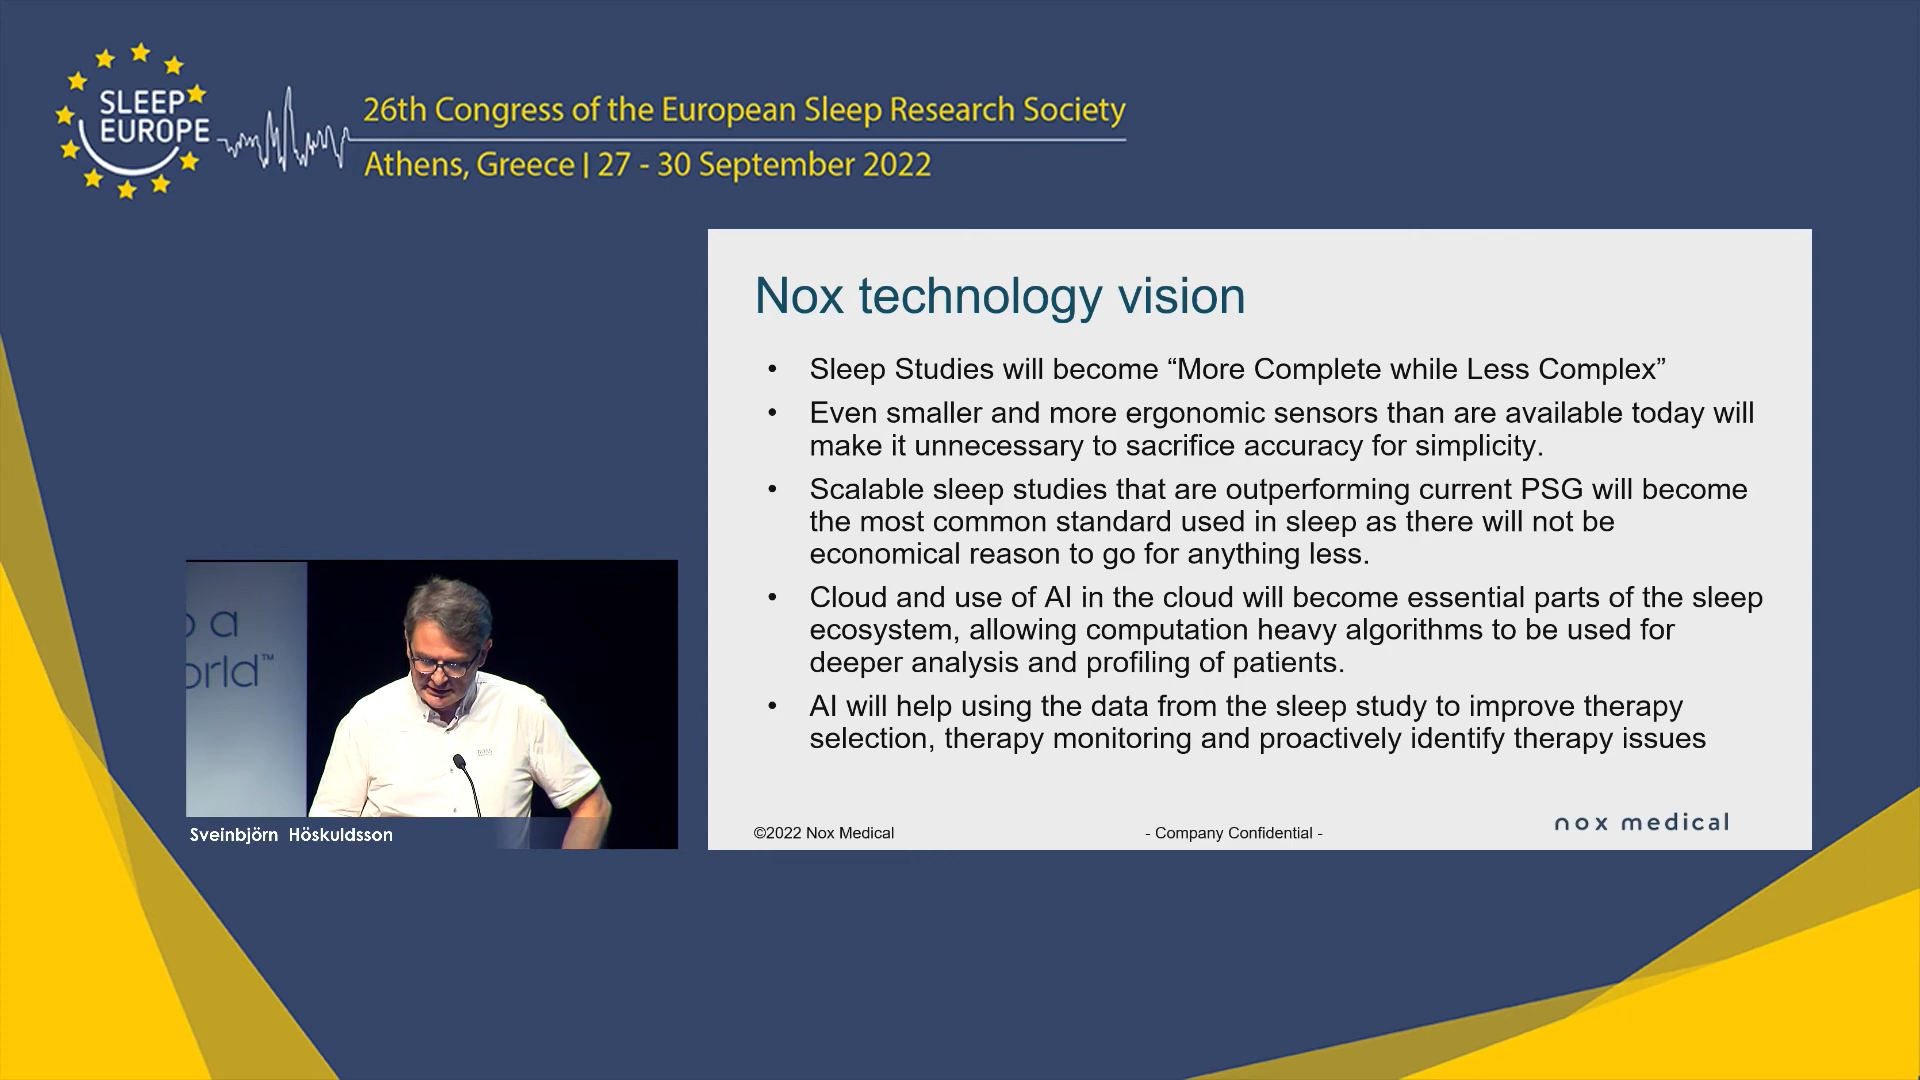 SLEEP
EUROPE
26th Congress of the European Sleep Research Society
Athens, Greece | 27 - 30 September 2022
Nox technology vision
• Sleep Studies will become “More Complete while Less Complex”
• Even smaller and more ergonomic sensors than are available today will
make it unnecessary to sacrifice accuracy for simplicity.
• Scalable sleep studies that are outperforming current PSG will become
the most common standard used in sleep as there will not be
economical reason to go for anything less.
• Cloud and use of AI in the cloud will become essential parts of the sleep
ecosystem, allowing computation heavy algorithms to be used for
deeper analysis and profiling of patients.
• AI will help using the data from the sleep study to improve therapy
selection, therapy monitoring and proactively identify therapy issues
©2022 Nox Medical
- Company Confidential -
nox medical
a
orld™
Sveinbjörn Höskuldsson